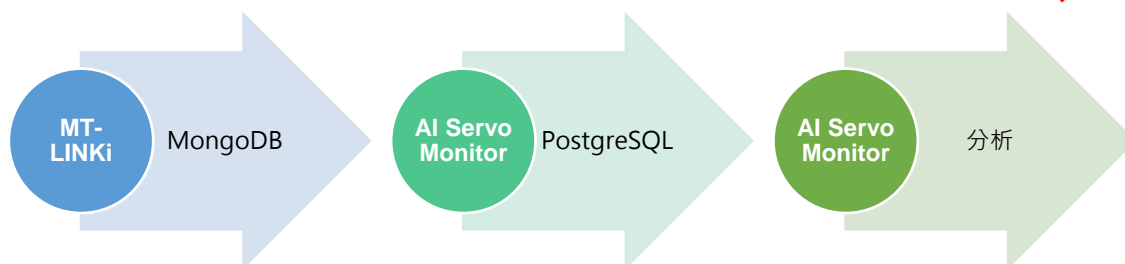 MT-
LINKi
MongoDB
AI Servo
Monitor
PostgreSQL
AI Servo
Monitor
分析